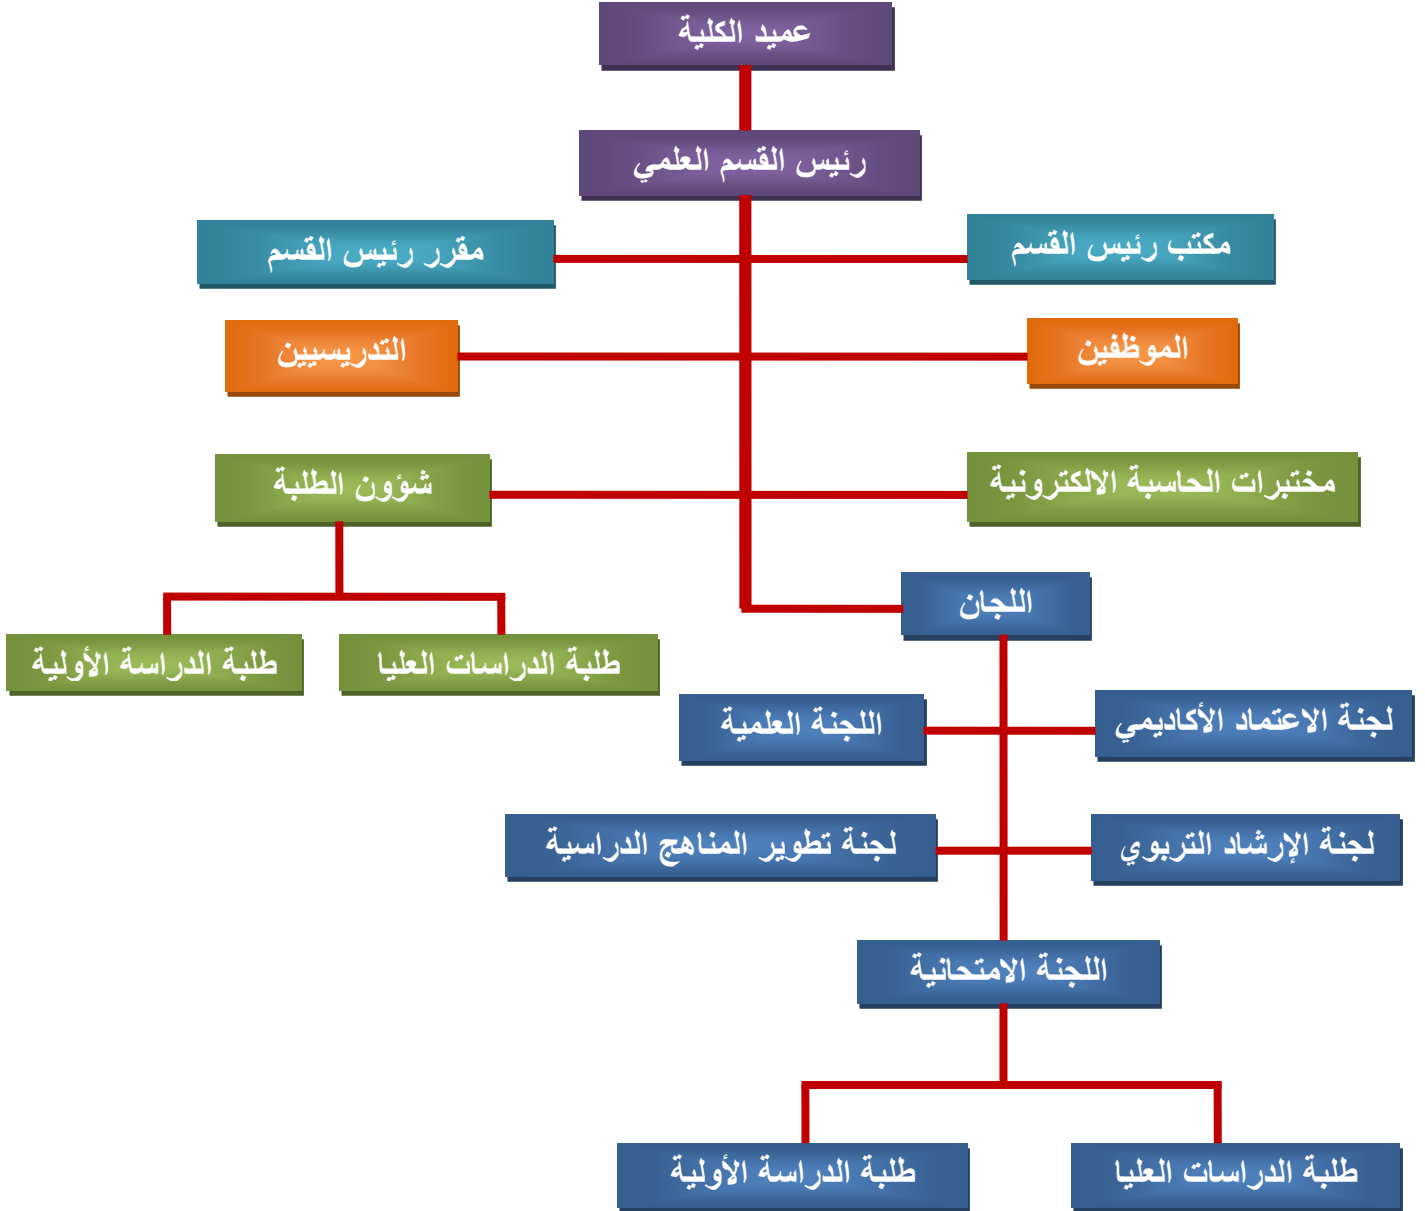 عميد الكلية
رئيس القسم العلمي
مكتب رئيس القسم
مقرر رئيس القسم
الموظفين
التدريسيين
مختبرات الحاسبة الالكترونية
شؤون الطلبة
اللجان
طلبة الدراسات العليا
طلبة الدراسة الأولية
لجنة الاعتماد الأكاديمي
اللجنة العلمية
لجنة الإرشاد التربوي
لجنة تطوير المناهج الدراسية
اللجنة الامتحانية
طلبة الدراسات العليا
طلبة الدراسة الأولية